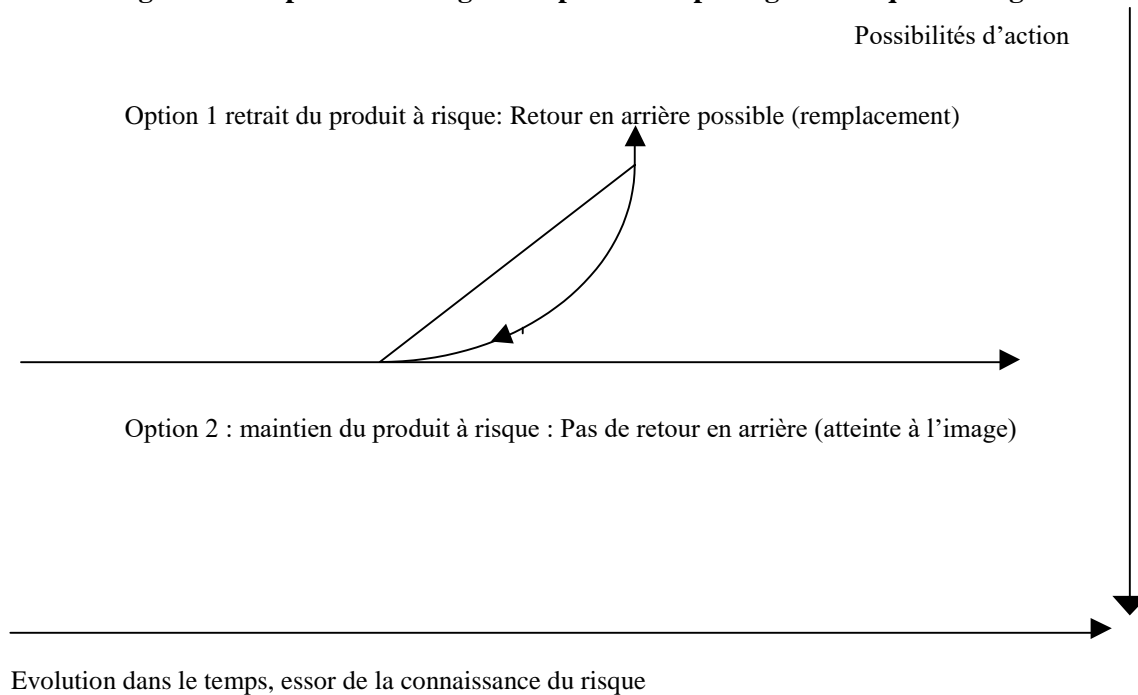 Possibilités d’action
Option 1 retrait du produit à risque: Retour en arrière possible (remplacement)
Option 2 : maintien du produit à risque : Pas de retour en arrière (atteinte à l’image)
Evolution dans le temps, essor de la connaissance du risque